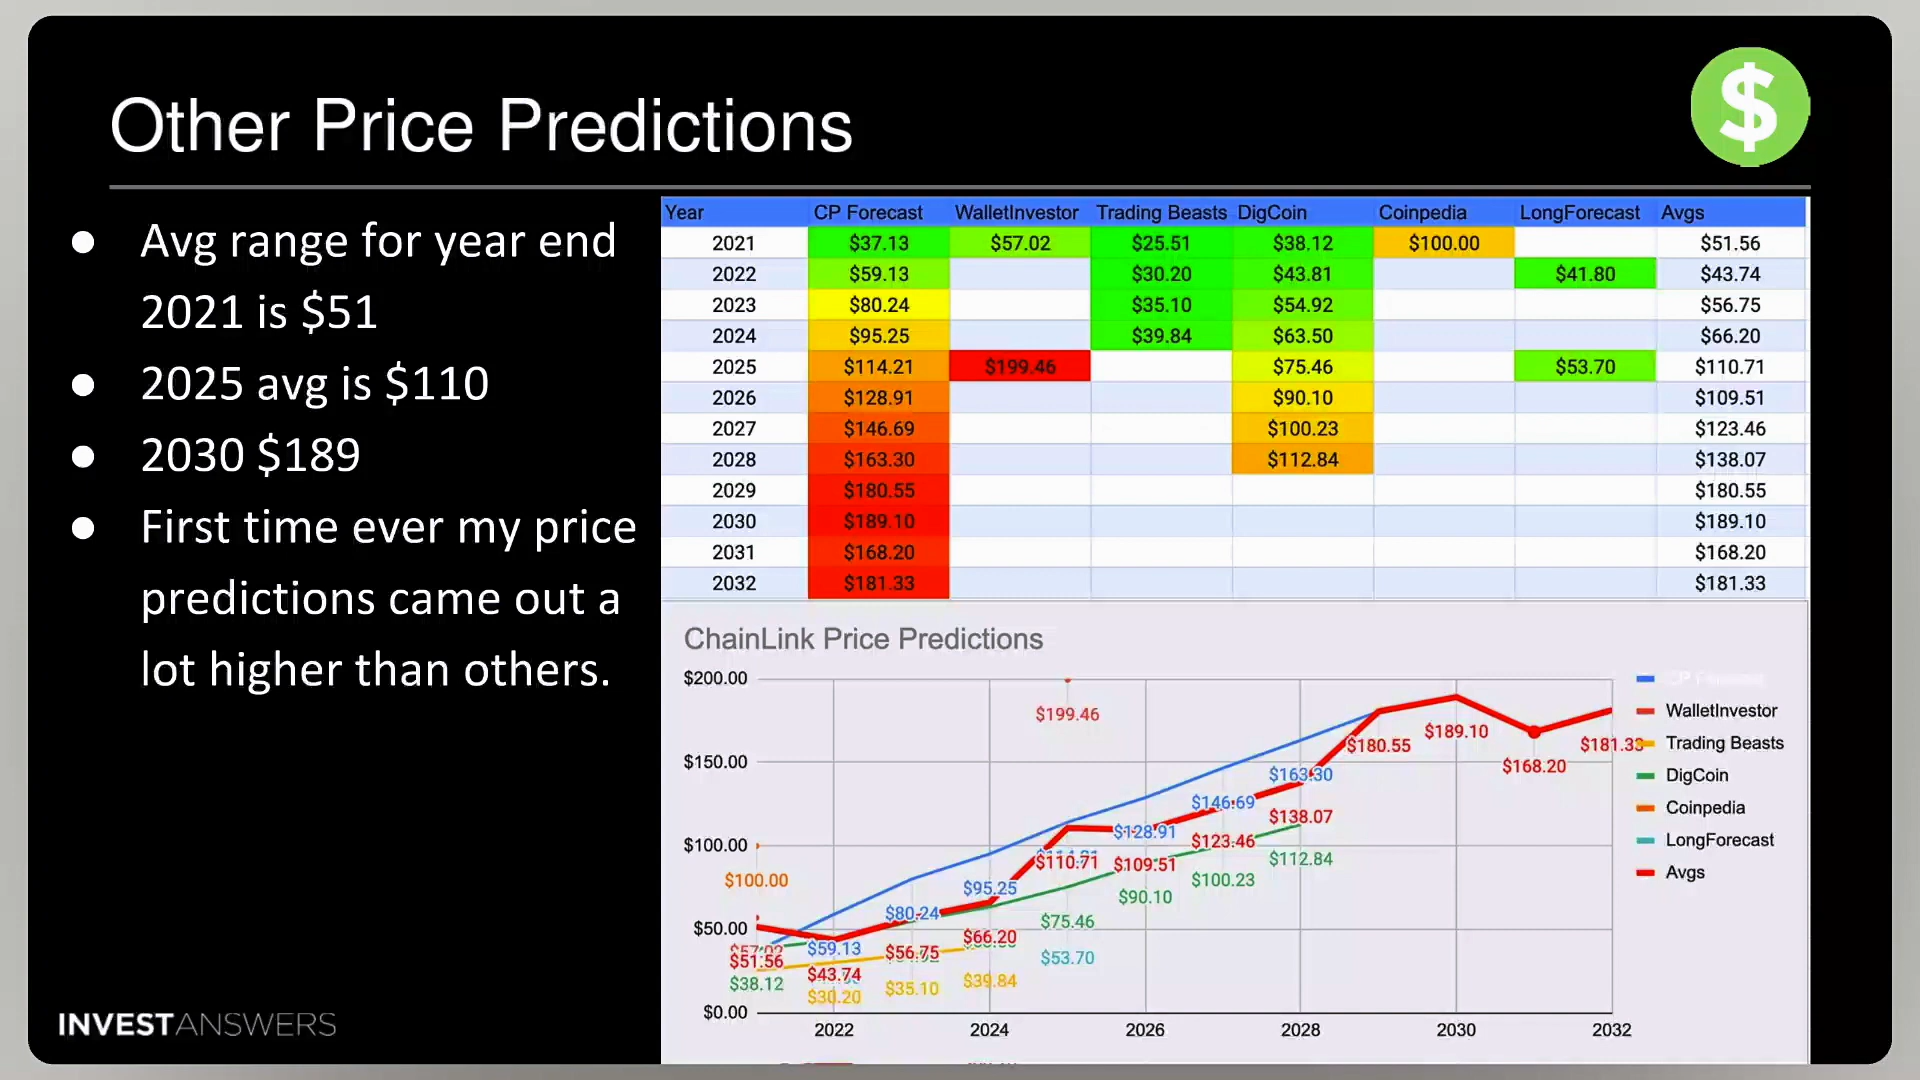 Other Price Predictions
$
● Avg range for year end
2021 is $51
● 2025 avg is $110
● 2030 $189
● First time ever my price
predictions came out a
lot higher than others.
Year CP Forecast WalletInvestor Trading Beasts DigCoin Coinpedia LongForecast Avgs
2021 $37.13 $57.02 $25.51 $38.12 $100.00 $51.56
2022 $59.13 $30.20 $43.81 $41.80 $43.74
2023 $80.24 $35.10 $54.92 $56.75
2024 $95.25 $39.84 $63.50 $66.20
2025 $114.21 $199.46 $75.46 $53.70 $110.71
2026 $128.91 $90.10 $109.51
2027 $146.69 $100.23 $123.46
2028 $163.30 $112.84 $138.07
2029 $180.55 $180.55
2030 $189.10 $189.10
2031 $168.20 $168.20
2032 $181.33 $181.33
ChainLink Price Predictions
$200.00
$150.00
$100.00
$50.00
$0.00
$199.46
$180.55
$189.10
$168.20
$181.33
$163.30
$146.69
$138.07
$128.91
$123.46
$112.84
$110.71
$109.51
$100.00
$95.25
$100.23
$90.10
$80.24
$75.46
$66.20
$59.13
$56.75
$53.70
$57.02
$51.56
$43.74
$38.12
$30.20
$35.10
$39.84
2022 2024 2026 2028 2030 2032
CP Forecast
WalletInvestor
Trading Beasts
DigCoin
Coinpedia
LongForecast
Avgs
INVESTANSWERS